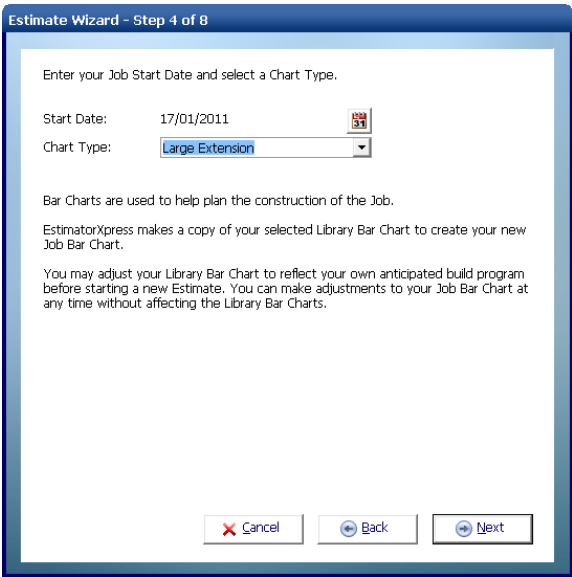 Estimate Wizard - Step 4 of 8
Enter your Job Start Date and select a Chart Type.
Start Date: 17/01/2011 31
Chart Type: Large Extension
Bar Charts are used to help plan the construction of the Job.
EstimatorXpress makes a copy of your selected Library Bar Chart to create your new
Job Bar Chart.
You may adjust your Library Bar Chart to reflect your own anticipated build program
before starting a new Estimate. You can make adjustments to your Job Bar Chart at
any time without affecting the Library Bar Charts.
Cancel Back Next